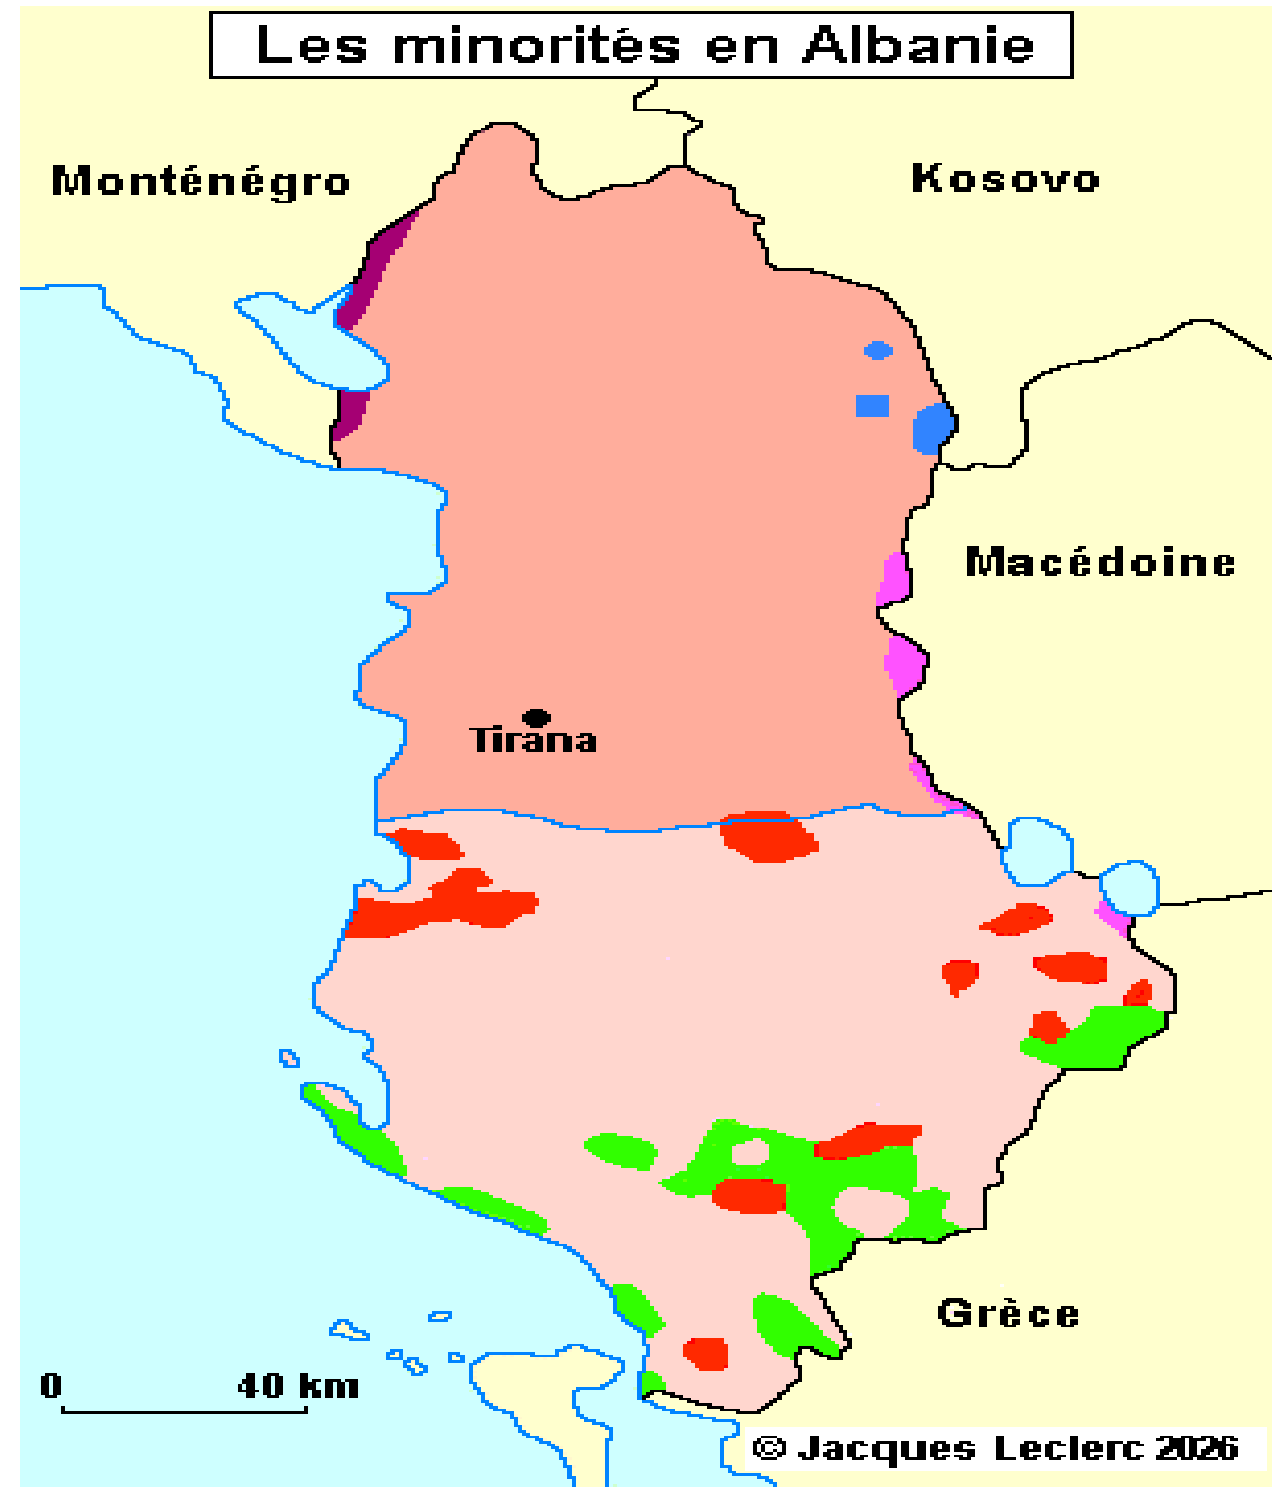 Les minorités en Albanie
Monténégro
Kosovo
Macédoine
Tirana
Grèce
0 40 km
© Jacques Leclerc 2026